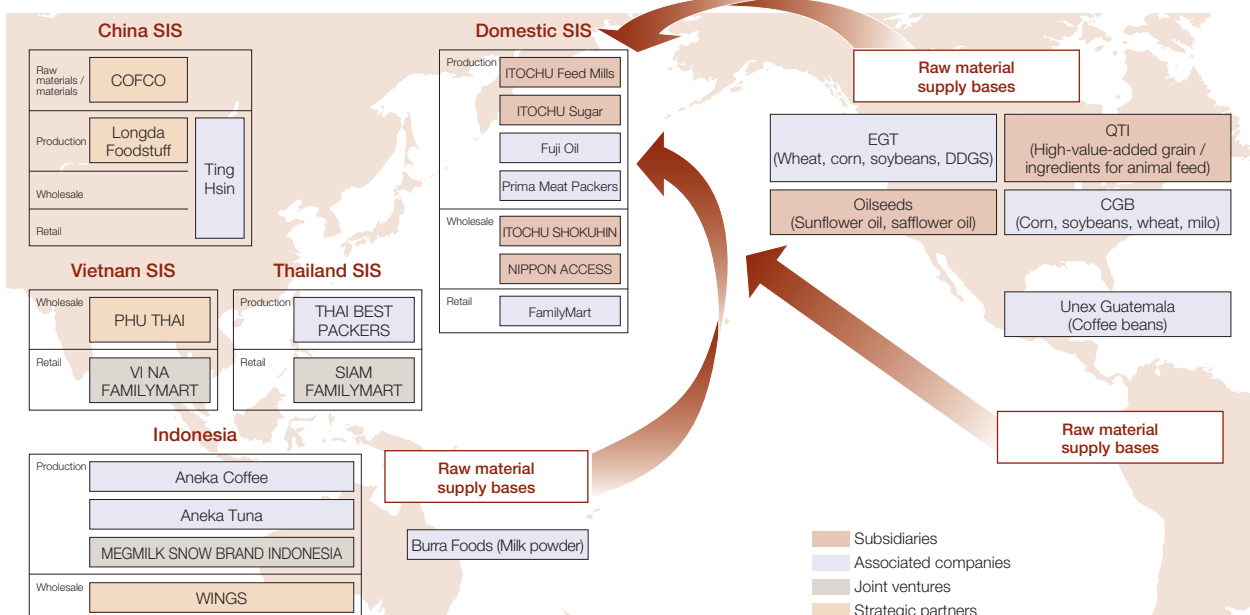 China SIS
Raw
materials /
materials
COFCO
Production
Longda
Foodstuff
Ting
Hsin
Wholesale
Retail
Domestic SIS
Production
ITOCHU Feed Mills
ITOCHU Sugar
Fuji Oil
Prima Meat Packers
Wholesale
ITOCHU SHOKUHIN
NIPPON ACCESS
Retail
FamilyMart
Raw material
supply bases
EGT
(Wheat, corn, soybeans, DDGS)
QTI
(High-value-added grain /
ingredients for animal feed)
Oilseeds
(Sunflower oil, safflower oil)
CGB
(Corn, soybeans, wheat, milo)
Unex Guatemala
(Coffee beans)
Vietnam SIS
Wholesale
PHU THAI
Retail
VI NA
FAMILYMART
Thailand SIS
Production
THAI BEST
PACKERS
Retail
SIAM
FAMILYMART
Indonesia
Production
Aneka Coffee
Aneka Tuna
MEGMILK SNOW BRAND INDONESIA
Wholesale
WINGS
Raw material
supply bases
Burra Foods (Milk powder)
Raw material
supply bases
Subsidiaries
Associated companies
Joint ventures
Strategic partners